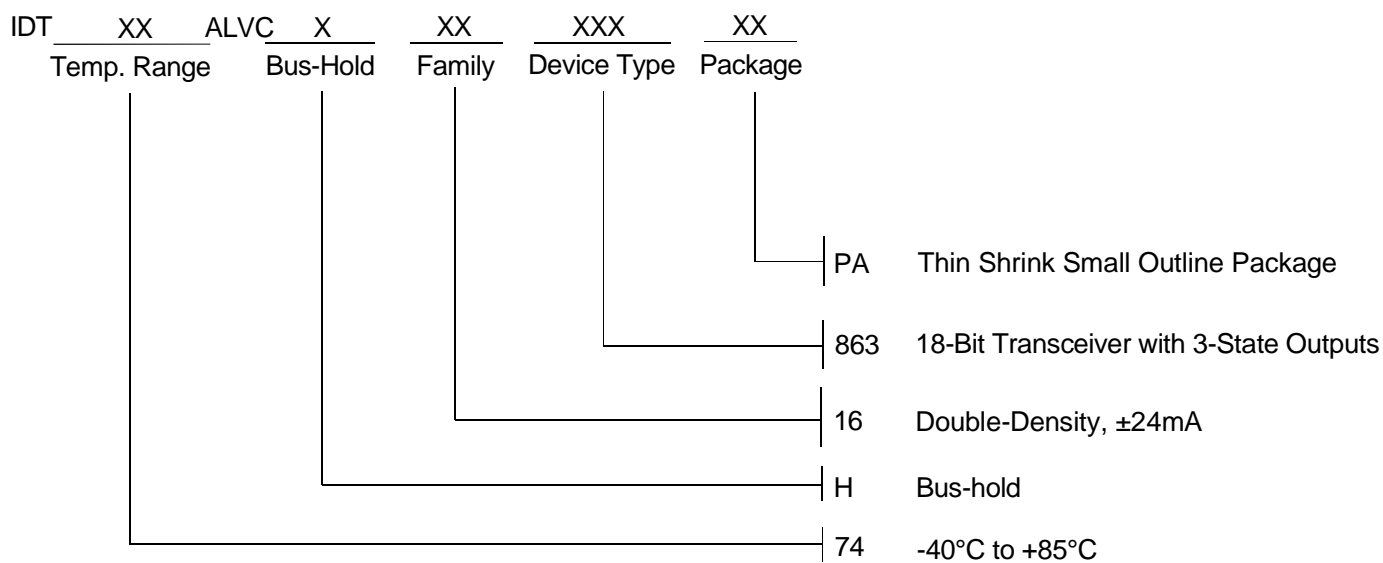 IDT XX ALVC X XX XXX XX
Temp. Range Bus-Hold Family Device Type Package
PA Thin Shrink Small Outline Package
863 18-Bit Transceiver with 3-State Outputs
16 Double-Density, ±24mA
H Bus-hold
74 -40°C to +85°C